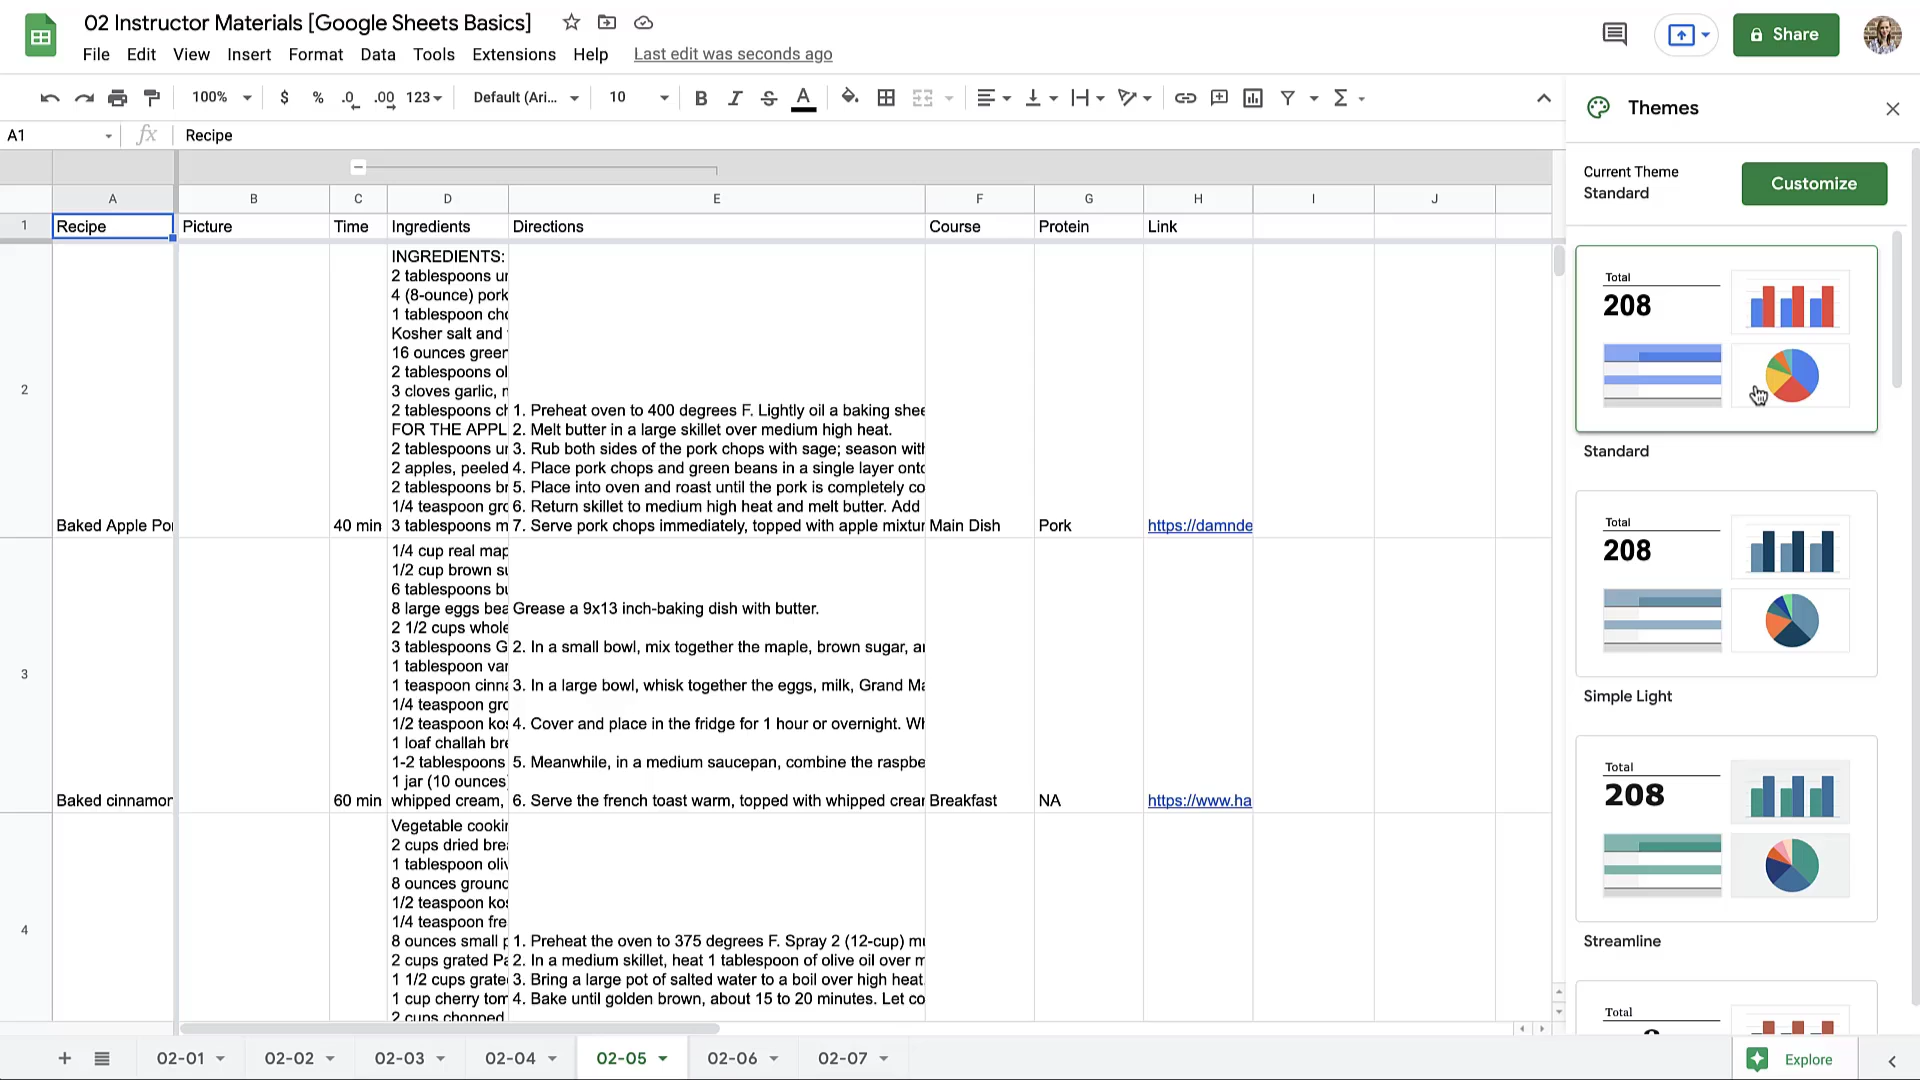 02 Instructor Materials [Google Sheets Basics]
File Edit View Insert Format Data Tools Extensions Help Last edit was seconds ago
Share
100% $ % .0 .00 123 Default (Ari... 10 B I S A Σ
A1 fx Recipe
Themes
Current Theme
Standard
Customize
A B C D E F G H I J
1 Recipe Picture Time Ingredients Directions Course Protein Link
2
INGREDIENTS:
2 tablespoons un
4 (8-ounce) pork
1 tablespoon cho
Kosher salt and
16 ounces green
2 tablespoons ol
3 cloves garlic, m
2 tablespoons ch 1. Preheat oven to 400 degrees F. Lightly oil a baking shee
FOR THE APPL 2. Melt butter in a large skillet over medium high heat.
2 tablespoons un 3. Rub both sides of the pork chops with sage; season with
2 apples, peeled 4. Place pork chops and green beans in a single layer onto
2 tablespoons br 5. Place into oven and roast until the pork is completely co
1/4 teaspoon gro 6. Return skillet to medium high heat and melt butter. Add
Baked Apple Po 40 min 3 tablespoons m 7. Serve pork chops immediately, topped with apple mixtur Main Dish Pork https://damnde
3
1/4 cup real map
1/2 cup brown su
6 tablespoons bu
8 large eggs bea Grease a 9x13 inch-baking dish with butter.
2 1/2 cups whole
3 tablespoons G 2. In a small bowl, mix together the maple, brown sugar, an
1 tablespoon van
1 teaspoon cinna 3. In a large bowl, whisk together the eggs, milk, Grand Ma
1/4 teaspoon gro
1/2 teaspoon kos 4. Cover and place in the fridge for 1 hour or overnight. Wh
1 loaf challah bre
1-2 tablespoons 5. Meanwhile, in a medium saucepan, combine the raspbe
1 jar (10 ounces)
Baked cinnamon 60 min whipped cream, 6. Serve the french toast warm, topped with whipped crear Breakfast NA https://www.ha
4
Vegetable cookin
2 cups dried brea
1 tablespoon oliv
8 ounces ground
1/2 teaspoon kos
1/4 teaspoon fre
8 ounces small p 1. Preheat the oven to 375 degrees F. Spray 2 (12-cup) mu
2 cups grated Pa 2. In a medium skillet, heat 1 tablespoon of olive oil over m
1 1/2 cups grate 3. Bring a large pot of salted water to a boil over high heat.
1 cup cherry tom 4. Bake until golden brown, about 15 to 20 minutes. Let co
2 cups chopped
Total
208
Standard
Total
208
Simple Light
Total
208
Streamline
Total
02-01 02-02 02-03 02-04 02-05 02-06 02-07
Explore